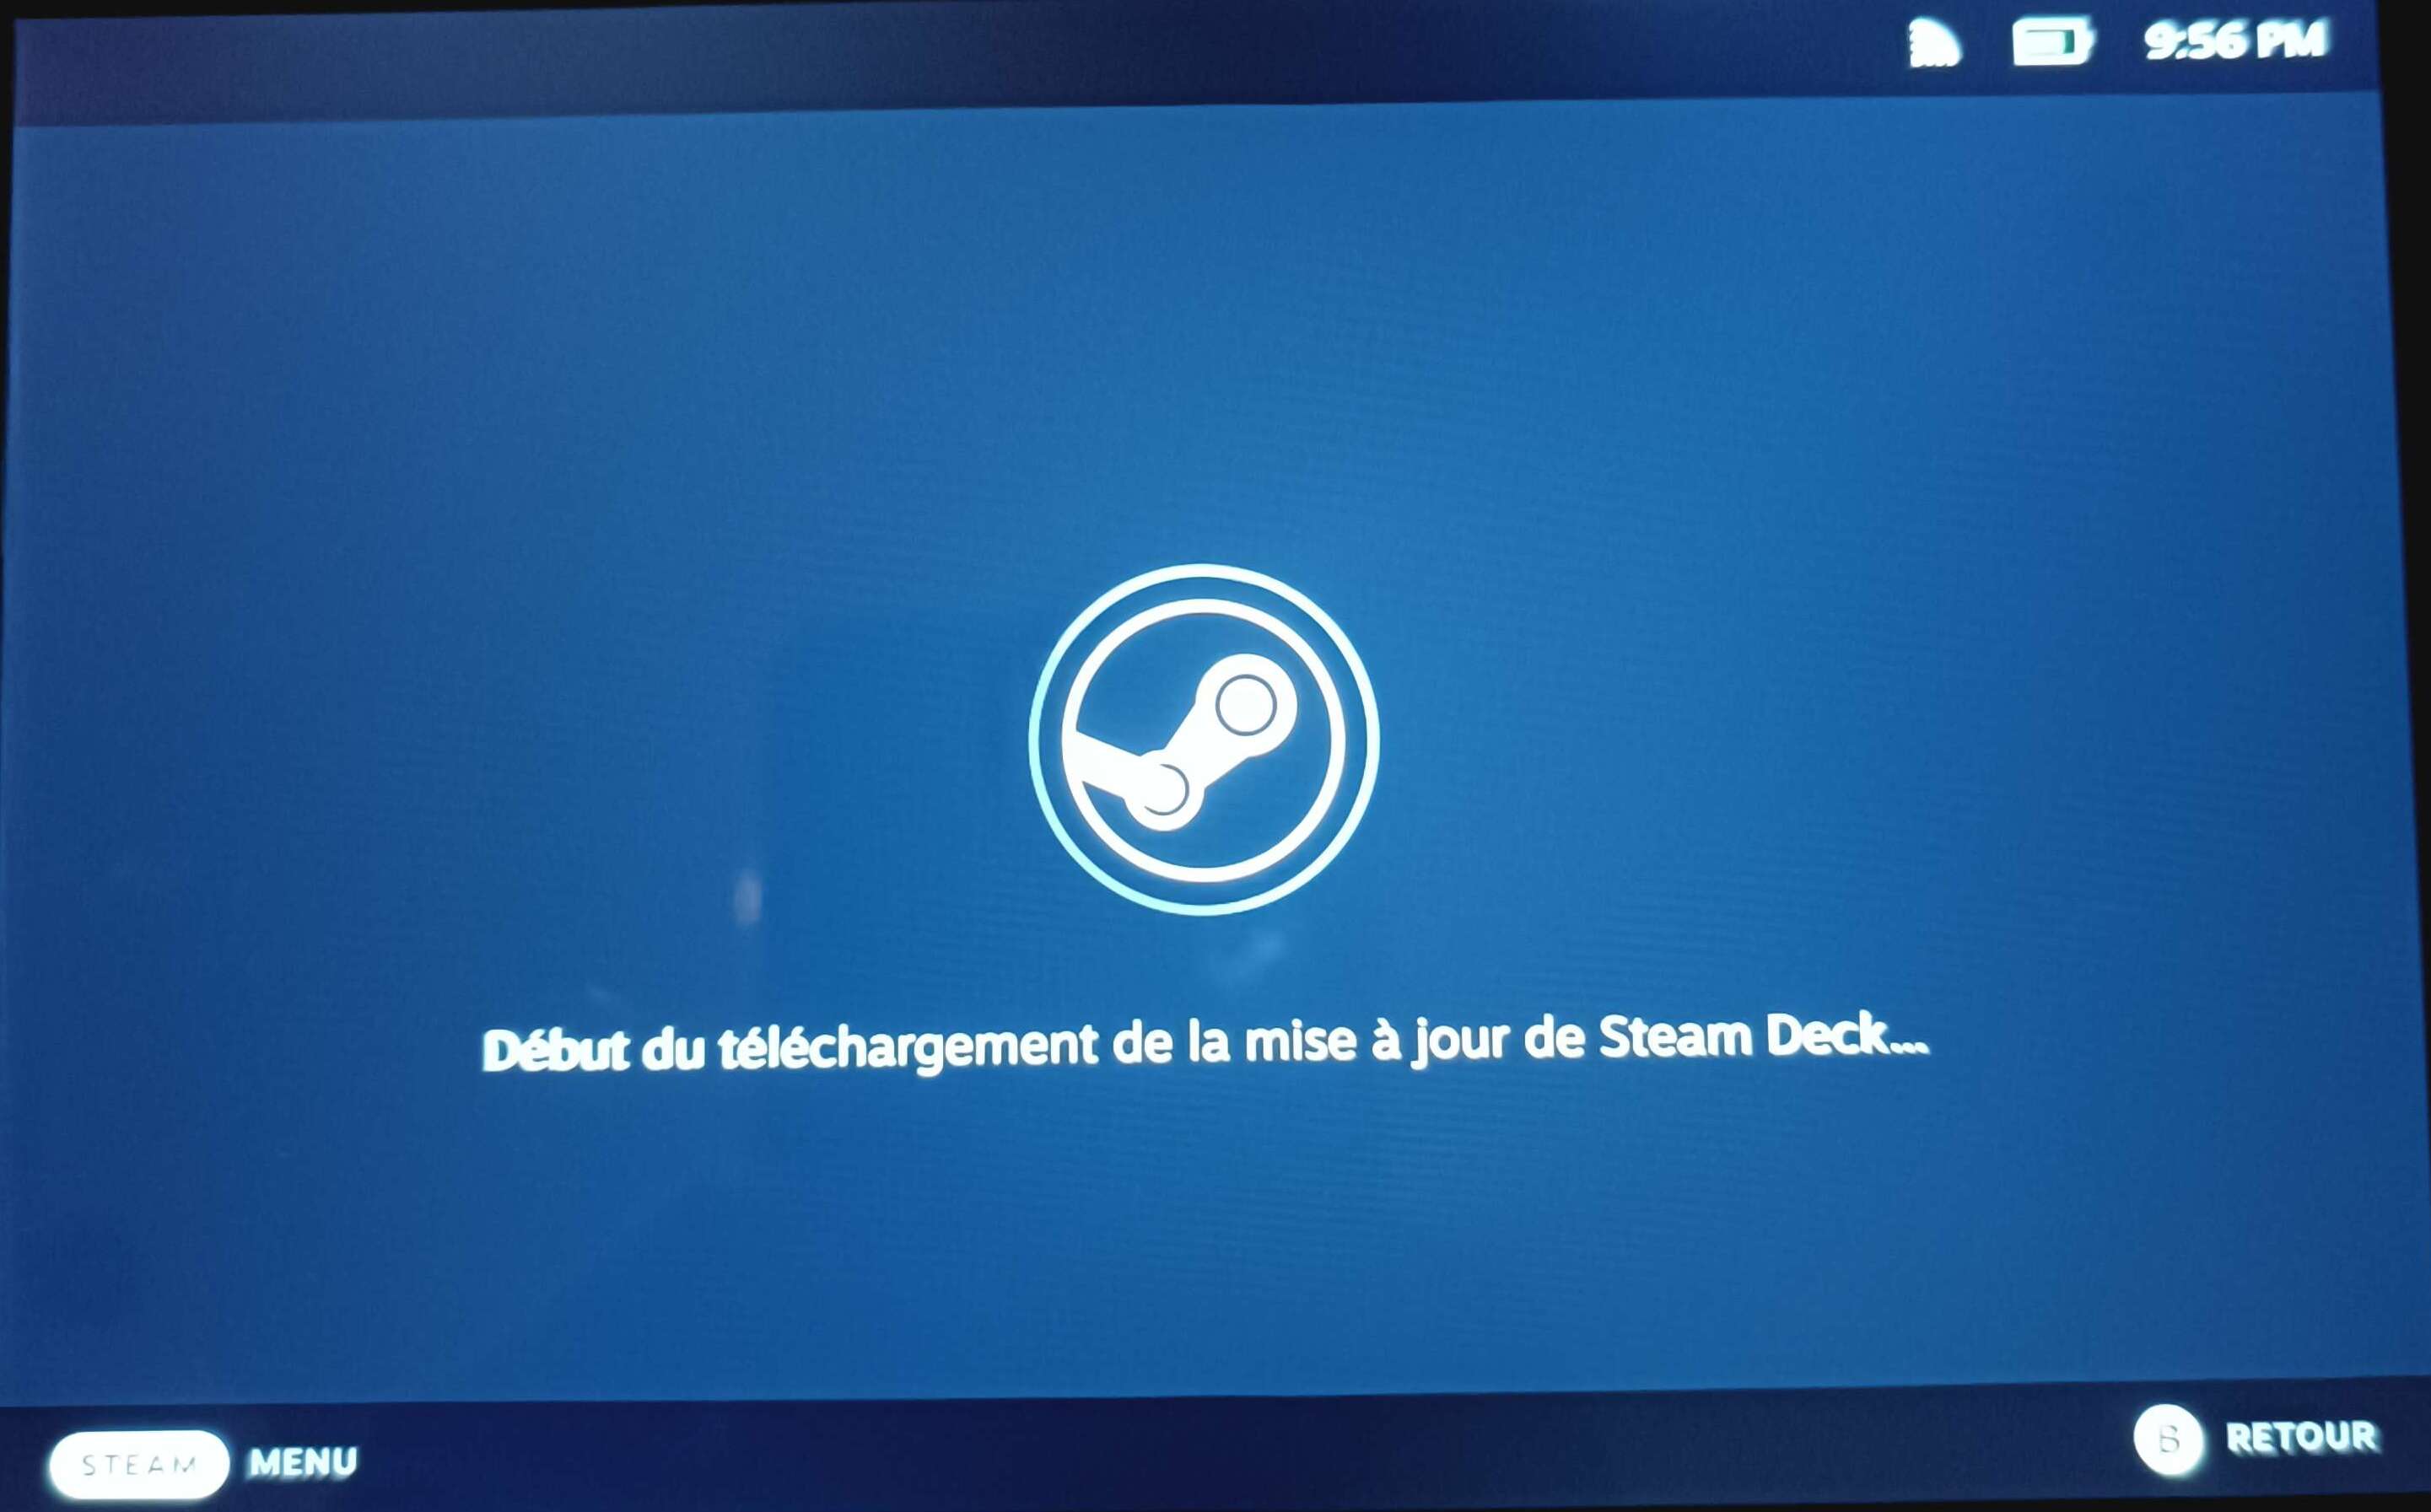 9:56 PM
Début du téléchargement de la mise à jour de Steam Deck...
STEAM MENU
B RETOUR